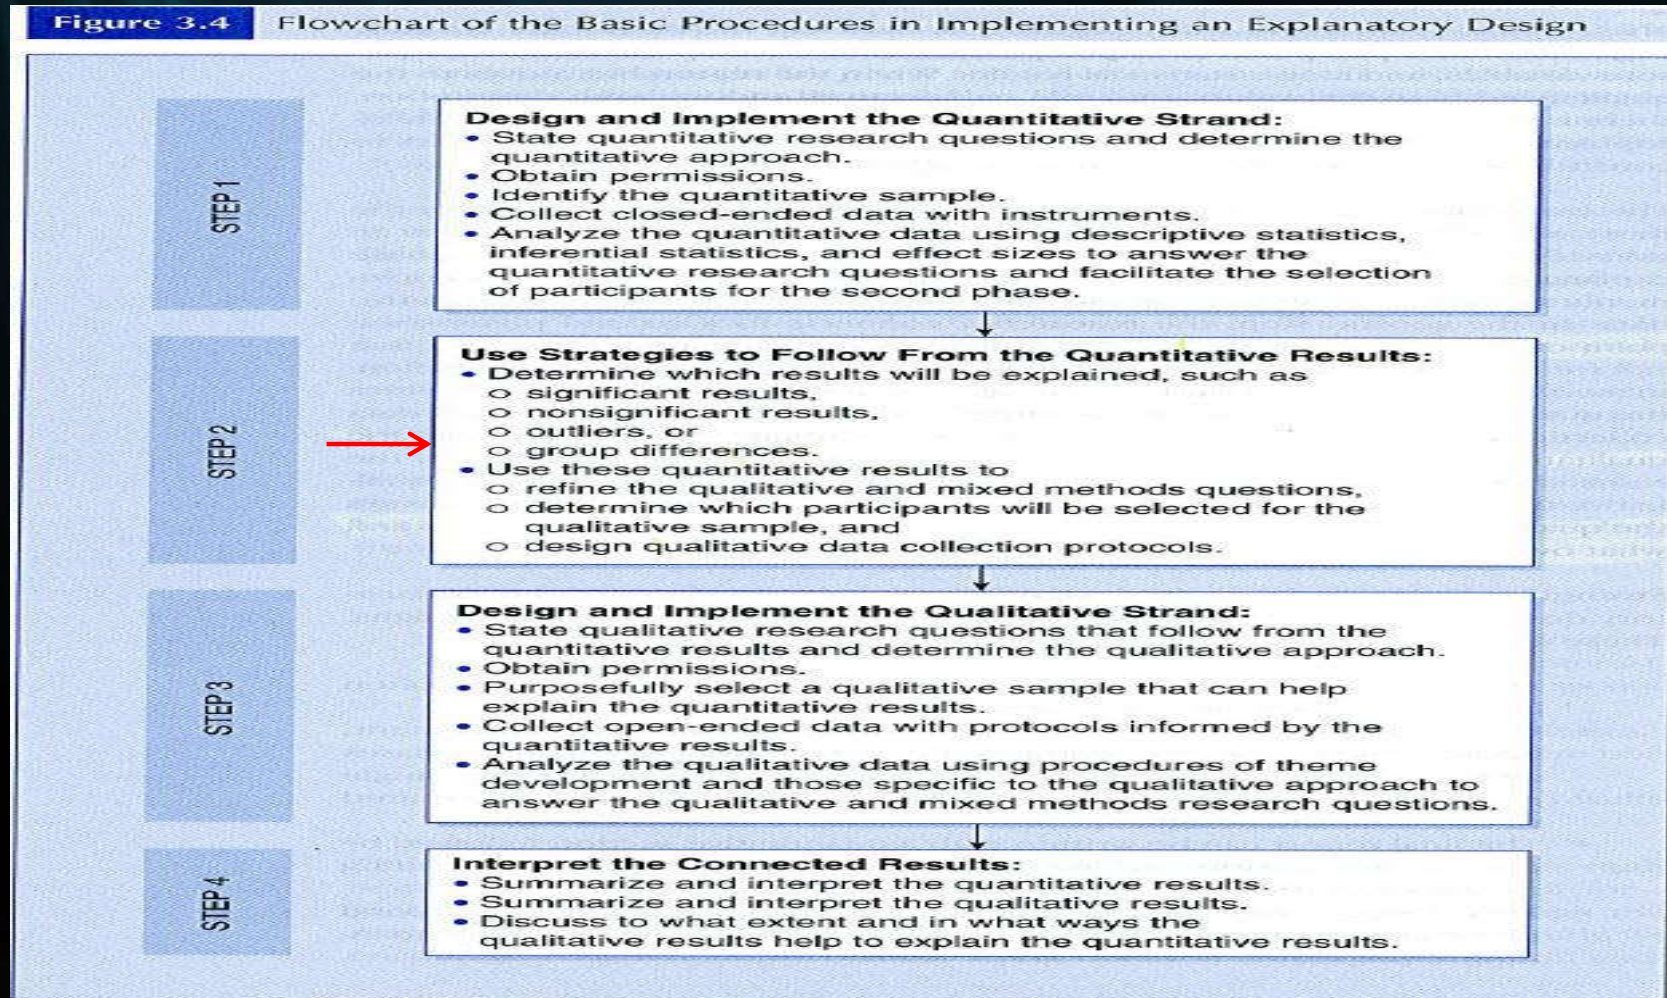 Figure 3.4 Flowchart of the Basic Procedures in Implementing an Explanatory Design
STEP 1
Design and Implement the Quantitative Strand:
• State quantitative research questions and determine the
quantitative approach.
• Obtain permissions.
• Identify the quantitative sample.
• Collect closed-ended data with instruments.
• Analyze the quantitative data using descriptive statistics,
inferential statistics, and effect sizes to answer the
quantitative research questions and facilitate the selection
of participants for the second phase.
STEP 2
Use Strategies to Follow From the Quantitative Results:
• Determine which results will be explained, such as
○ significant results,
○ nonsignificant results,
○ outliers, or
○ group differences.
• Use these quantitative results to
○ refine the qualitative and mixed methods questions,
○ determine which participants will be selected for the
qualitative sample, and
○ design qualitative data collection protocols.
STEP 3
Design and Implement the Qualitative Strand:
• State qualitative research questions that follow from the
quantitative results and determine the qualitative approach.
• Obtain permissions.
• Purposefully select a qualitative sample that can help
explain the quantitative results.
• Collect open-ended data with protocols informed by the
quantitative results.
• Analyze the qualitative data using procedures of theme
development and those specific to the qualitative approach to
answer the qualitative and mixed methods research questions.
STEP 4
Interpret the Connected Results:
• Summarize and interpret the quantitative results.
• Summarize and interpret the qualitative results.
• Discuss to what extent and in what ways the
qualitative results help to explain the quantitative results.